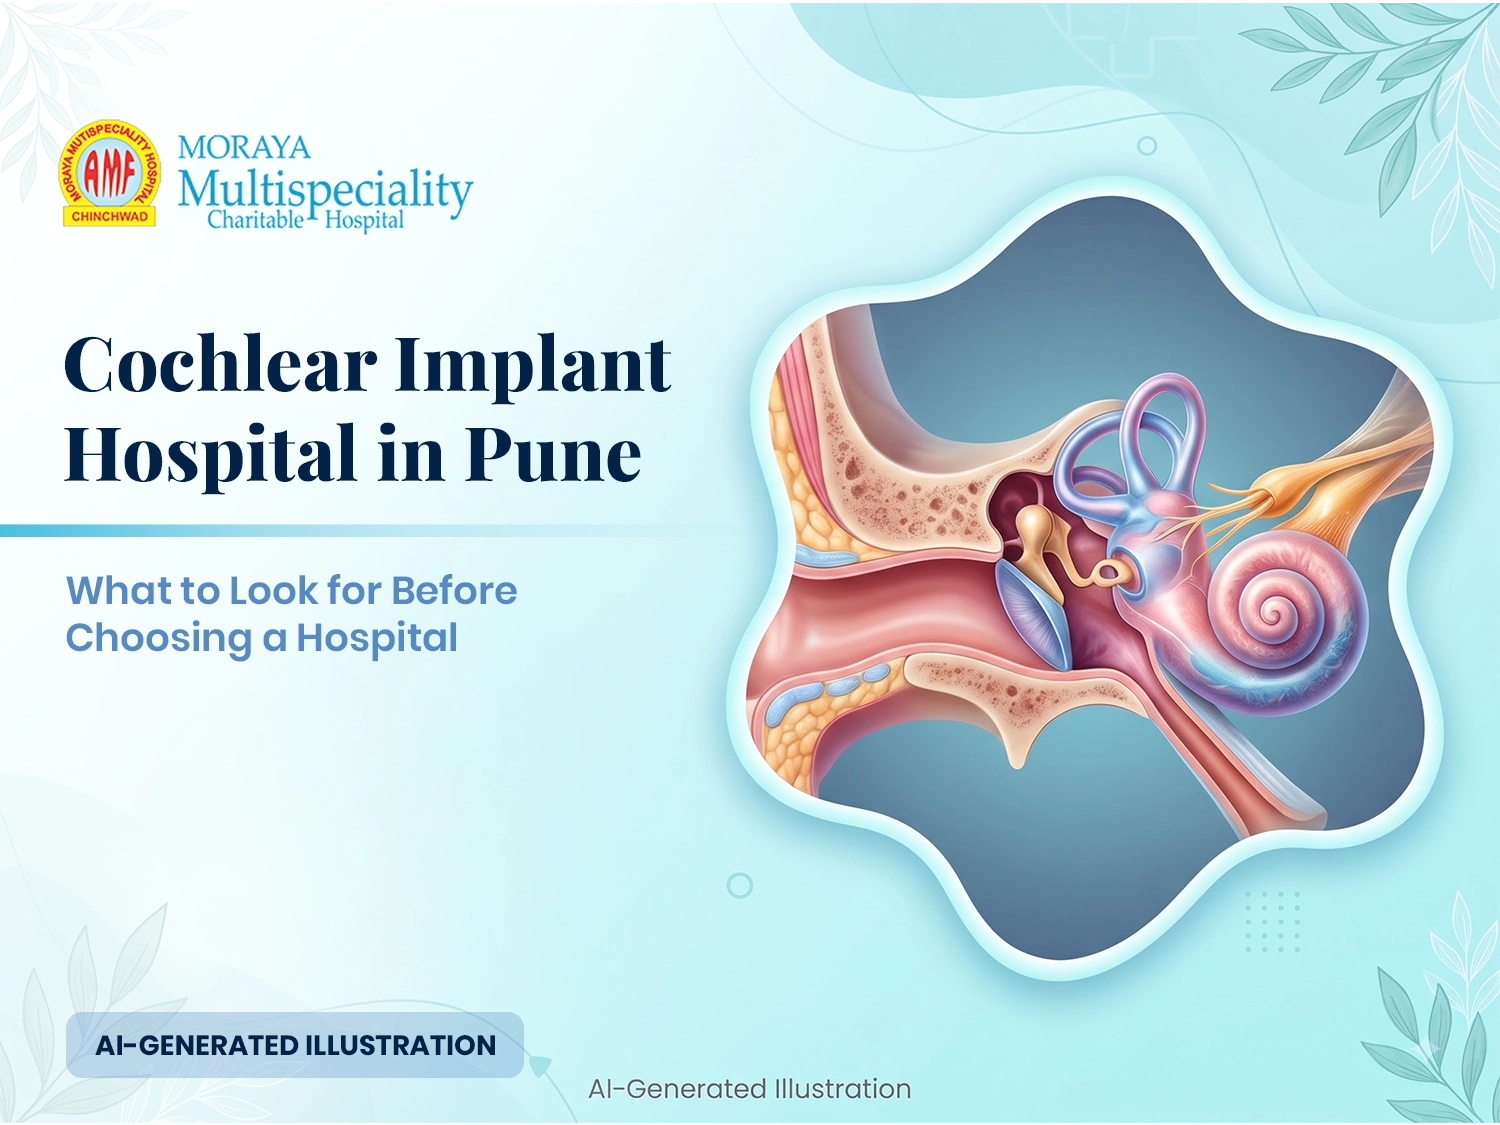 MORAYA MUTISPECIALITY HOSPITAL
AMF
CHINCHWAD
MORAYA
Multispeciality
Charitable Hospital
Cochlear Implant
Hospital in Pune
What to Look for Before
Choosing a Hospital
AI-GENERATED ILLUSTRATION
AI-Generated Illustration